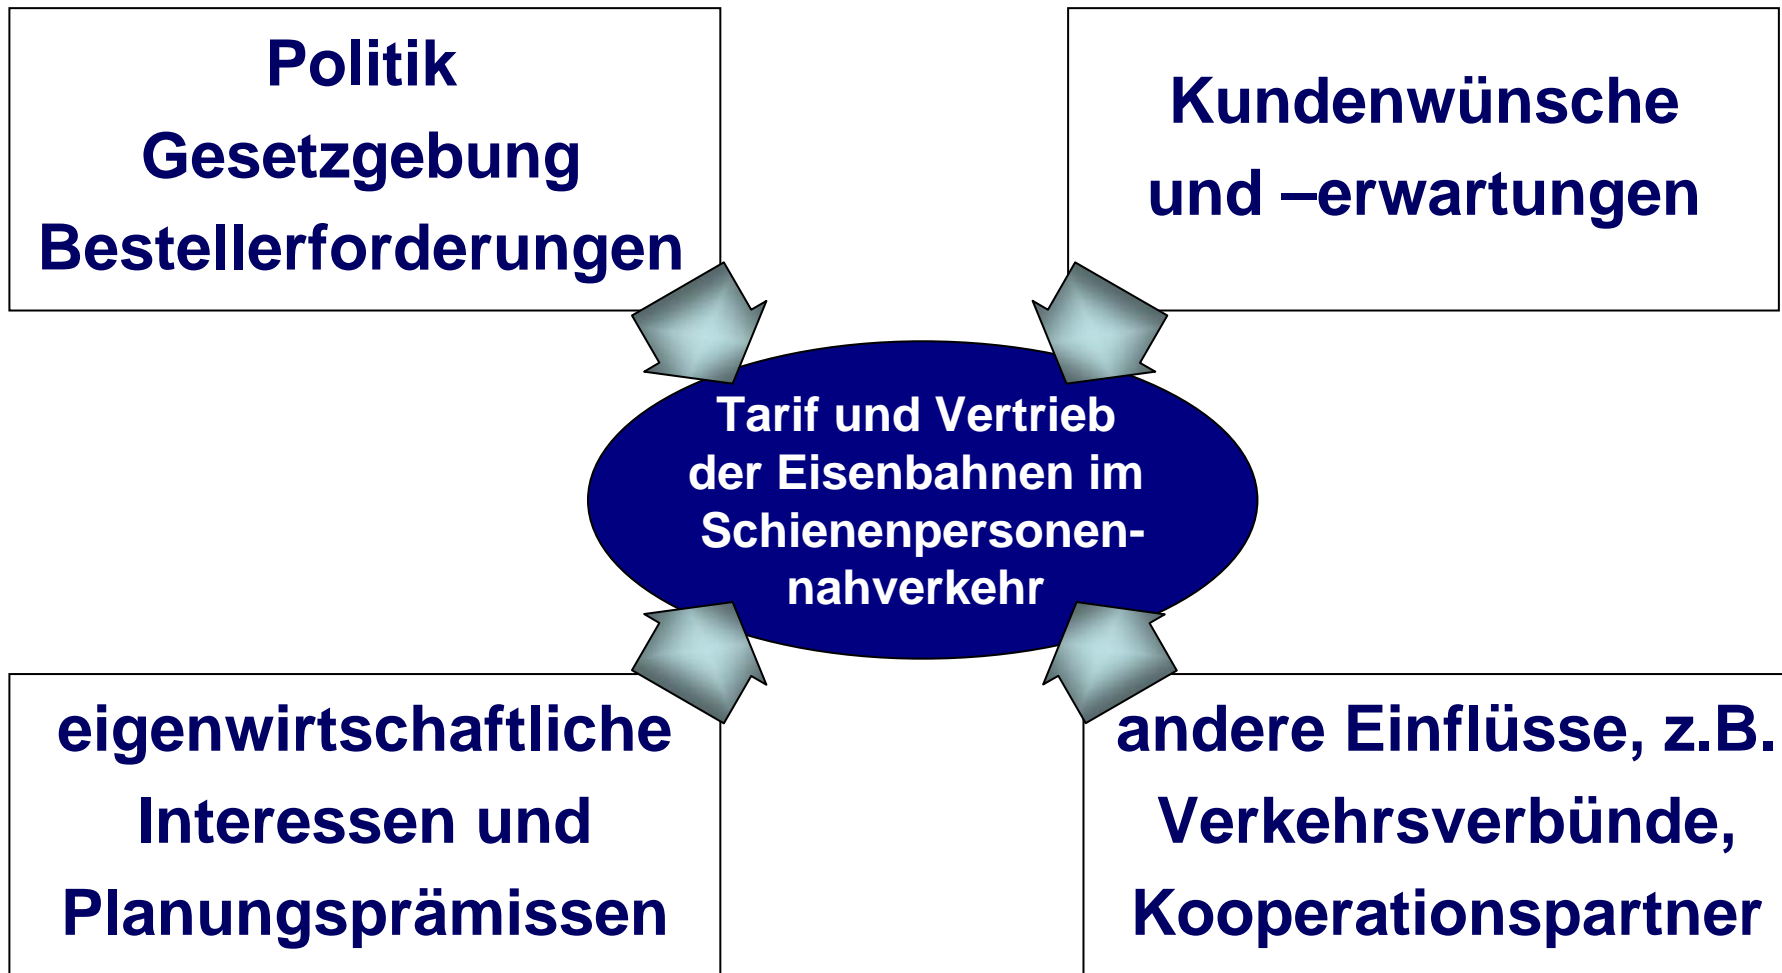 Politik
Gesetzgebung
Bestellerforderungen
Kundenwünsche
und –erwartungen
Tarif und Vertrieb
der Eisenbahnen im
Schienenpersonen-
nahverkehr
eigenwirtschaftliche
Interessen und
Planungsprämissen
andere Einflüsse, z.B.
Verkehrsverbünde,
Kooperationspartner